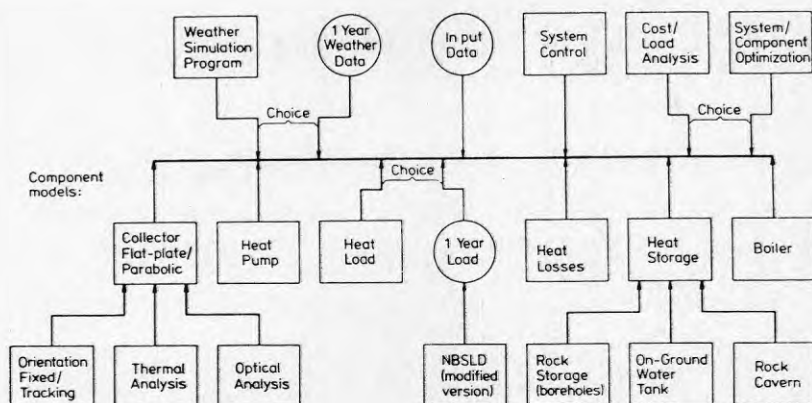 Weather
Simulation
Program
1 Year
Weather
Data
In put
Data
System
Control
Cost/
Load
Analysis
System/
Component
Optimization
Choice
Choice
Component
models:
Choice
Collector
Flat-plate/
Parabolic
Heat
Pump
Heat
Load
1 Year
Load
Heat
Losses
Heat
Storage
Boiler
Orientation
Fixed/
Tracking
Thermal
Analysis
Optical
Analysis
NBSLD
(modified
version)
Rock
Storage
(boreholes)
On-Ground
Water
Tank
Rock
Cavern